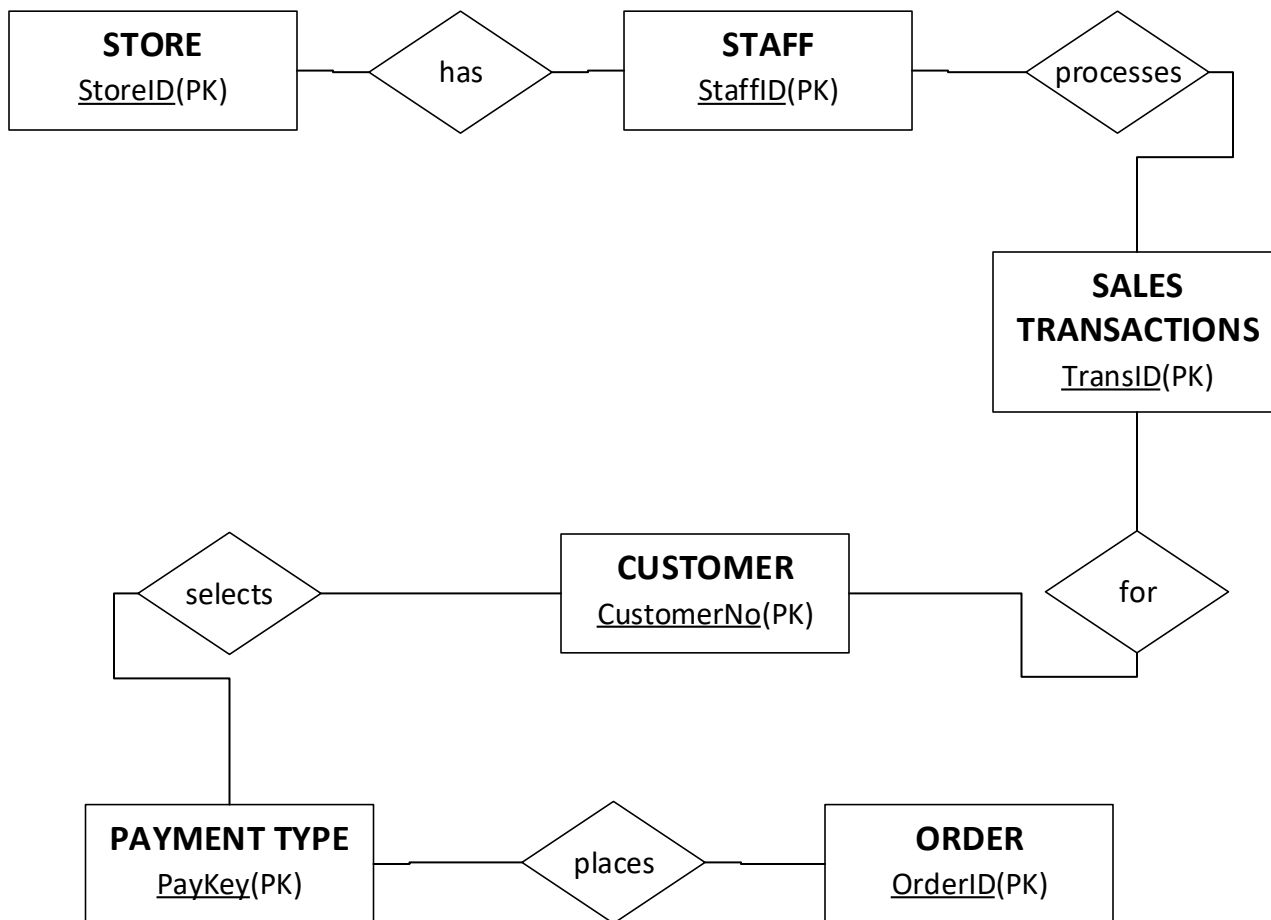 STORE
StoreID(PK)
has
STAFF
StaffID(PK)
processes
SALES
TRANSACTIONS
TransID(PK)
selects
CUSTOMER
CustomerNo(PK)
for
PAYMENT TYPE
PayKey(PK)
places
ORDER
OrderID(PK)